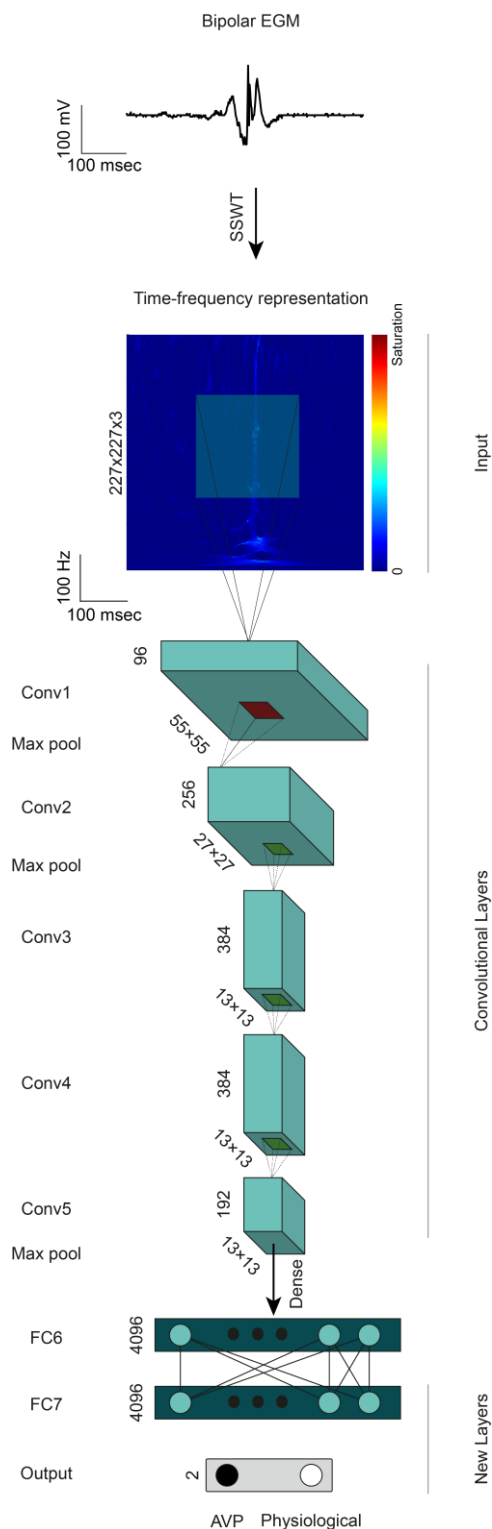 Bipolar EGM
100 mV
100 msec
SSWT
Time-frequency representation
227x227x3
Saturation
0
Input
100 Hz
100 msec
96
Conv1
55×55
Max pool
256
Conv2
27×27
Max pool
384
Conv3
13×13
Convolutional Layers
384
Conv4
13×13
192
Conv5
13×13
Max pool
Dense
4096
FC6
4096
FC7
New Layers
Output
2
AVP Physiological